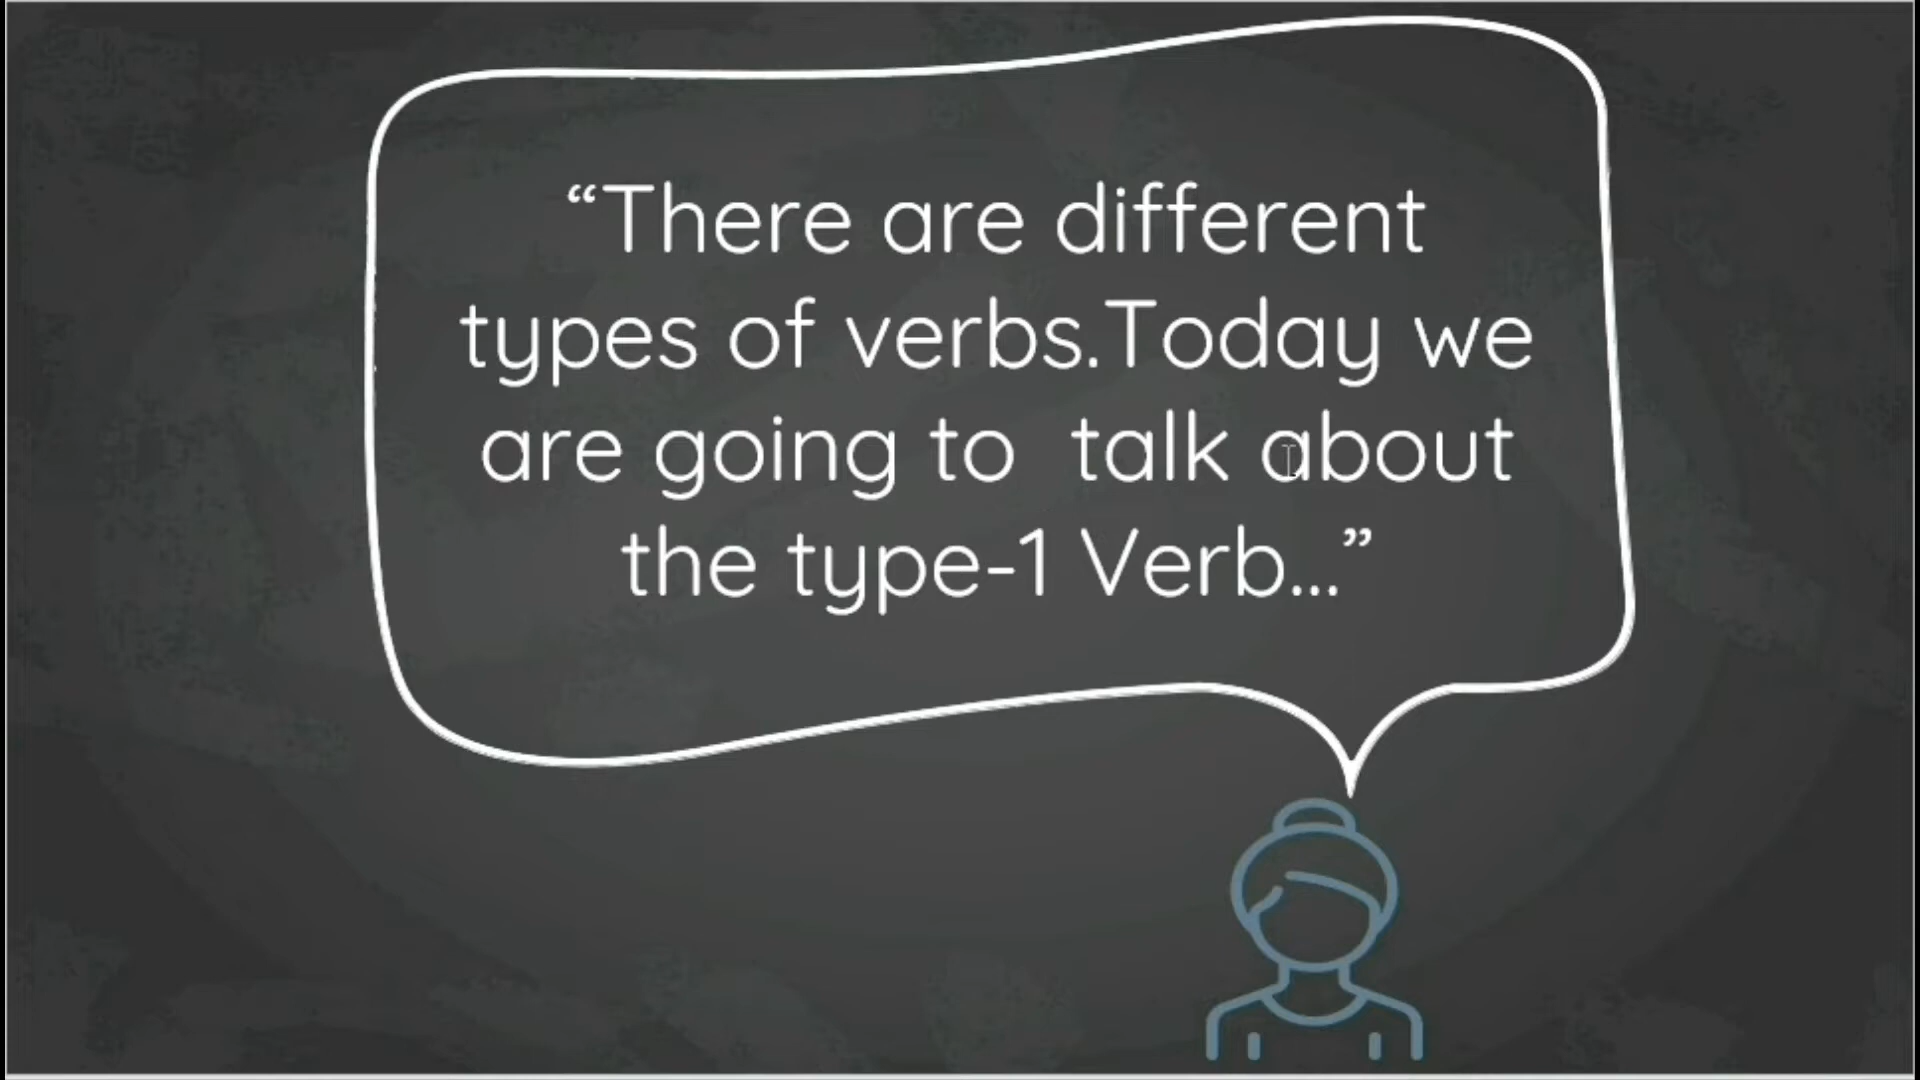 “There are different
types of verbs.Today we
are going to  talk about
the type-1 Verb...”